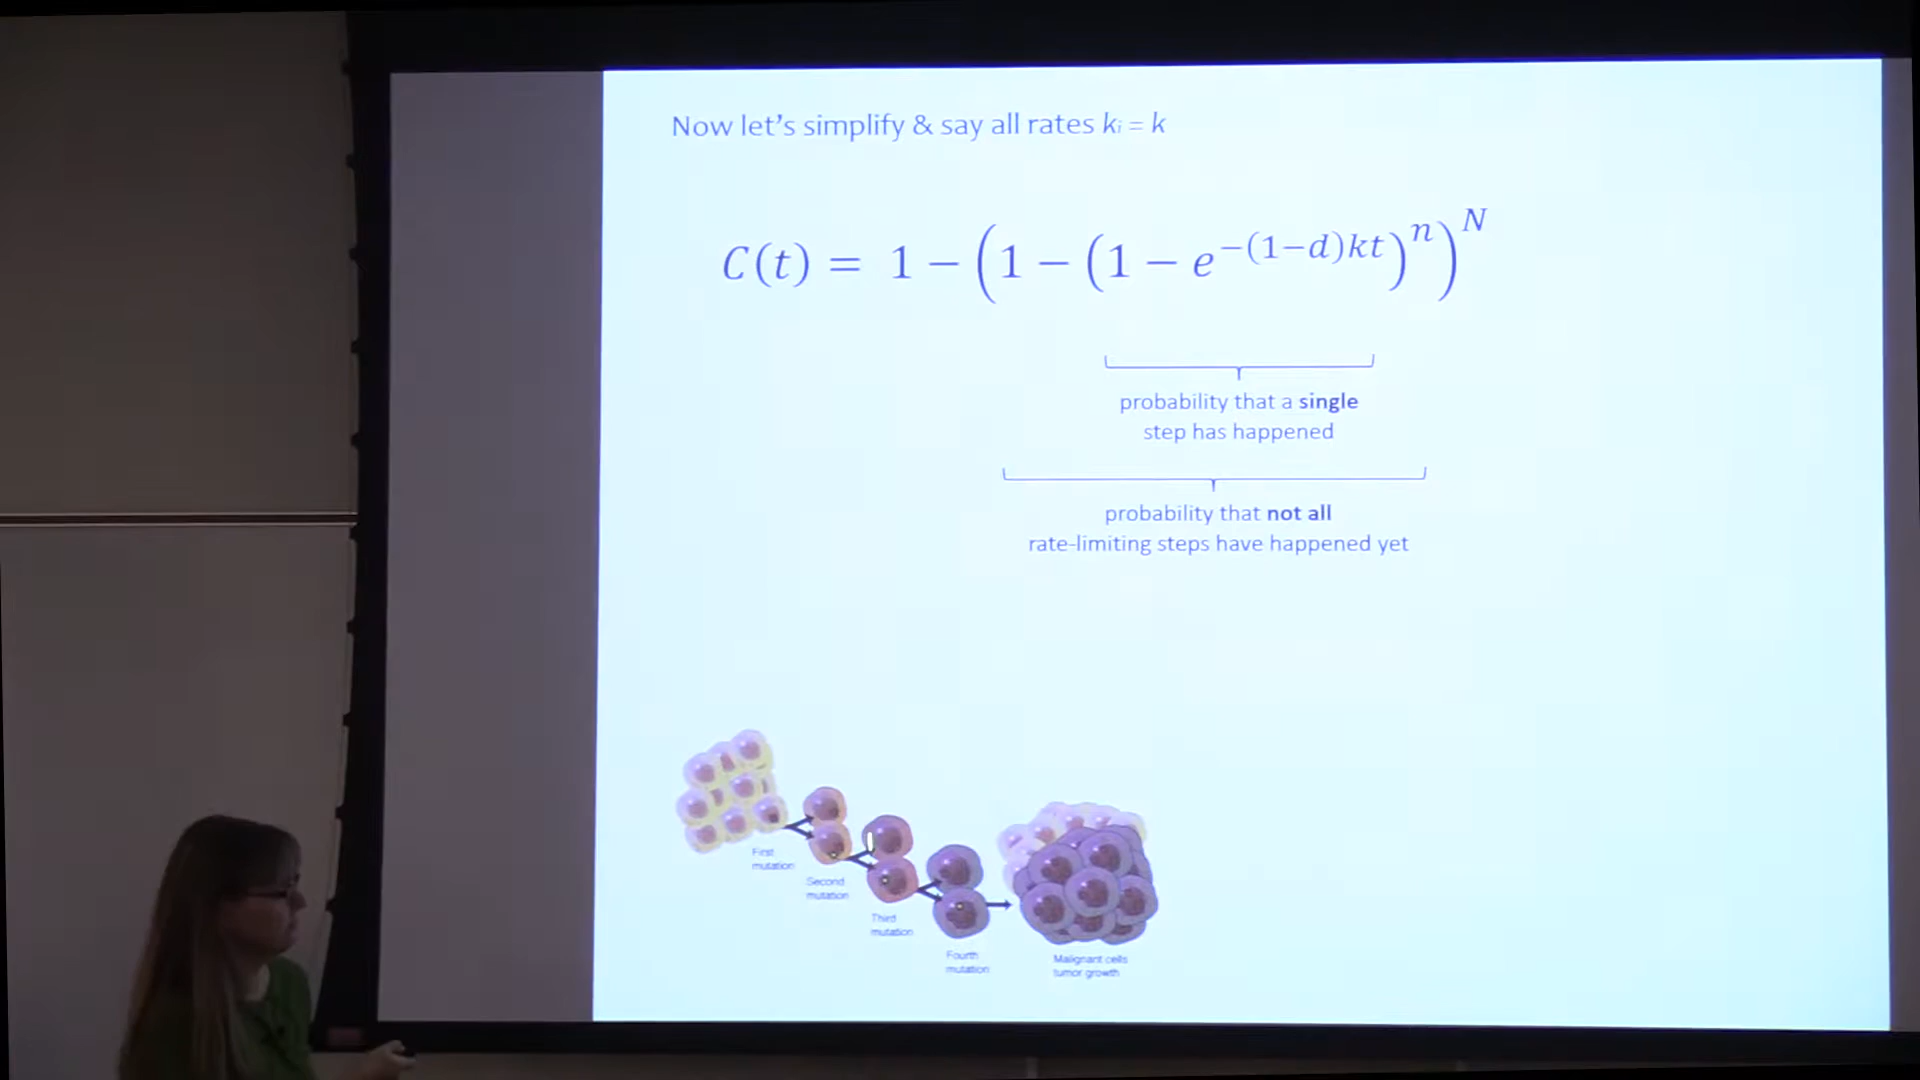 Now let's simplify & say all rates kᵢ = k
C(t) = 1 − (1 − (1 − e^{−(1−d)kt})^n)^N
probability that a single
step has happened
probability that not all
rate-limiting steps have happened yet
First
mutation
Second
mutation
Third
mutation
Fourth
mutation
Malignant cells
tumor growth